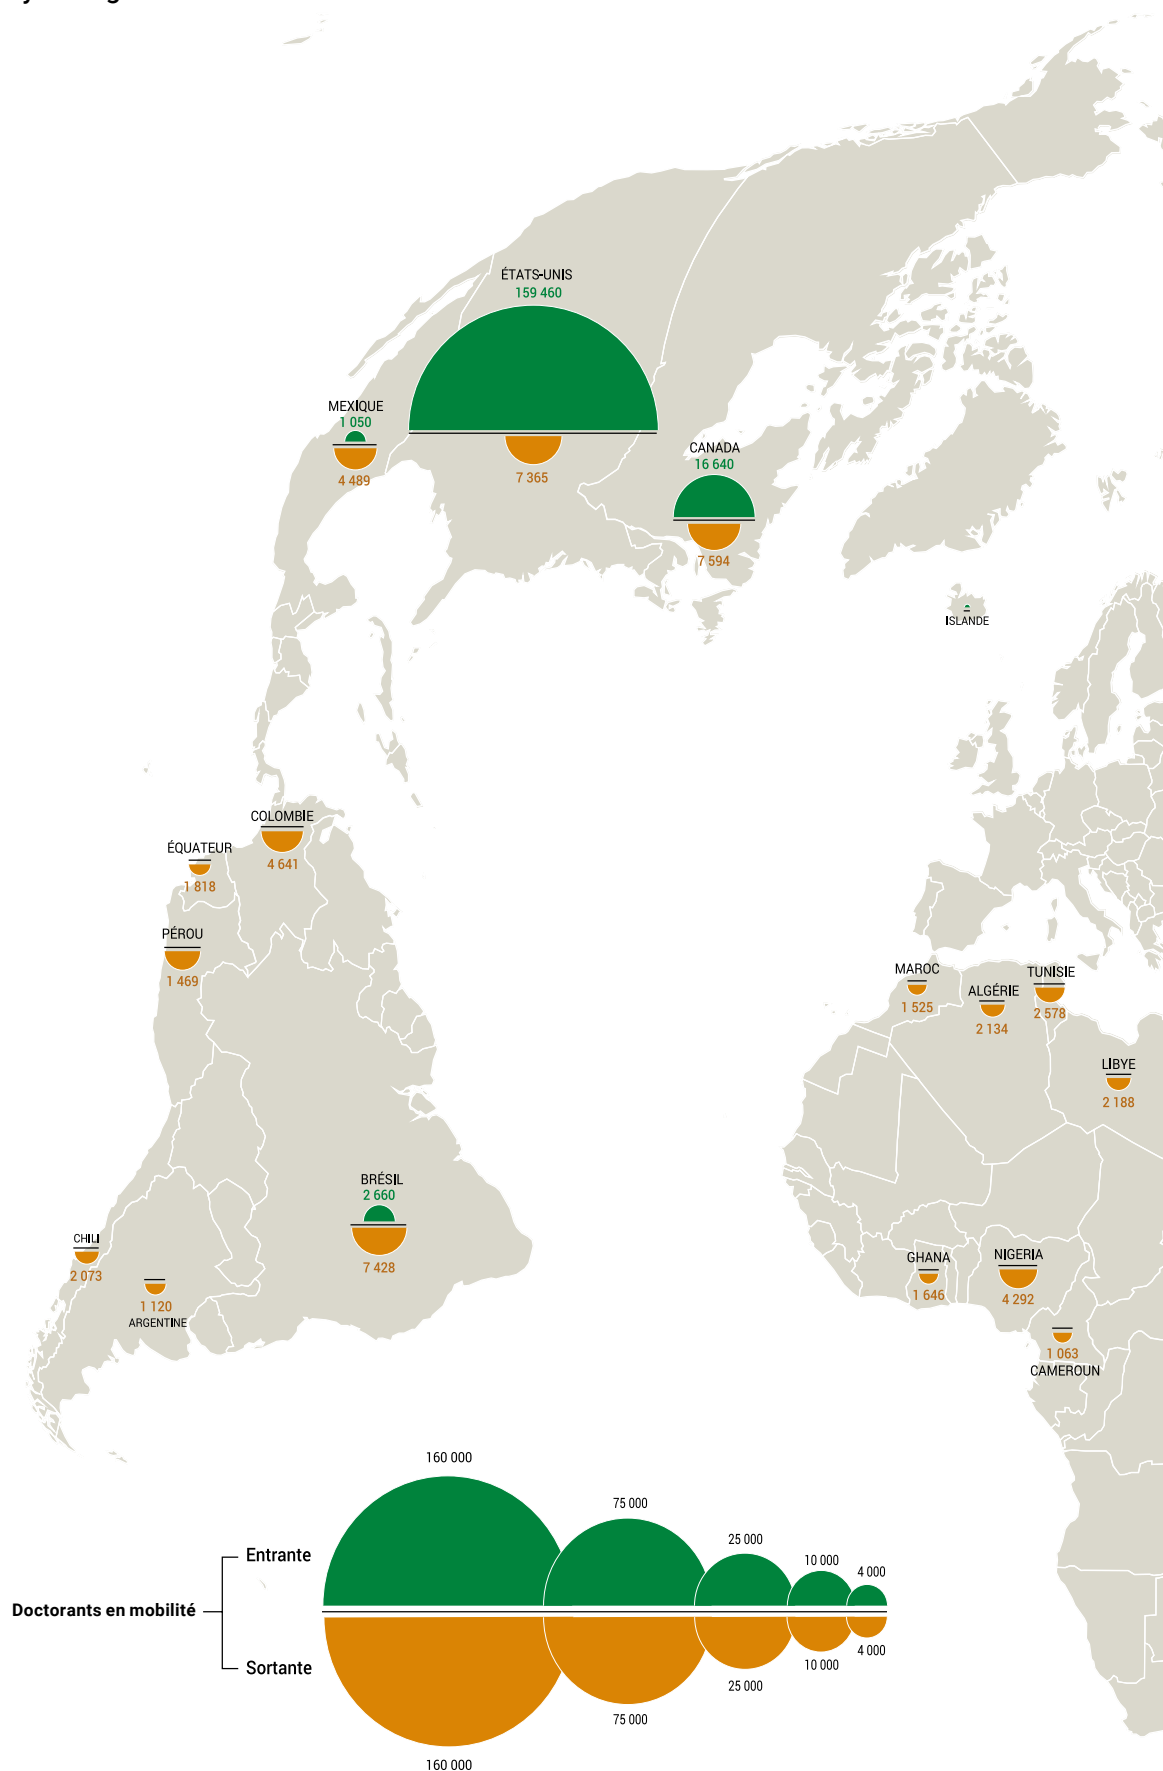 ÉTATS-UNIS
159 460
7 365
MEXIQUE
1 050
4 489
CANADA
16 640
7 594
ISLANDE
COLOMBIE
4 641
ÉQUATEUR
1 818
PÉROU
1 469
MAROC
1 525
ALGÉRIE
2 134
TUNISIE
2 578
LIBYE
2 188
BRÉSIL
2 660
7 428
CHILI
2 073
1 120
ARGENTINE
GHANA
1 646
NIGERIA
4 292
1 063
CAMEROUN
160 000
75 000
25 000
10 000
4 000
Entrante
Doctorants en mobilité
Sortante
4 000
10 000
25 000
75 000
160 000